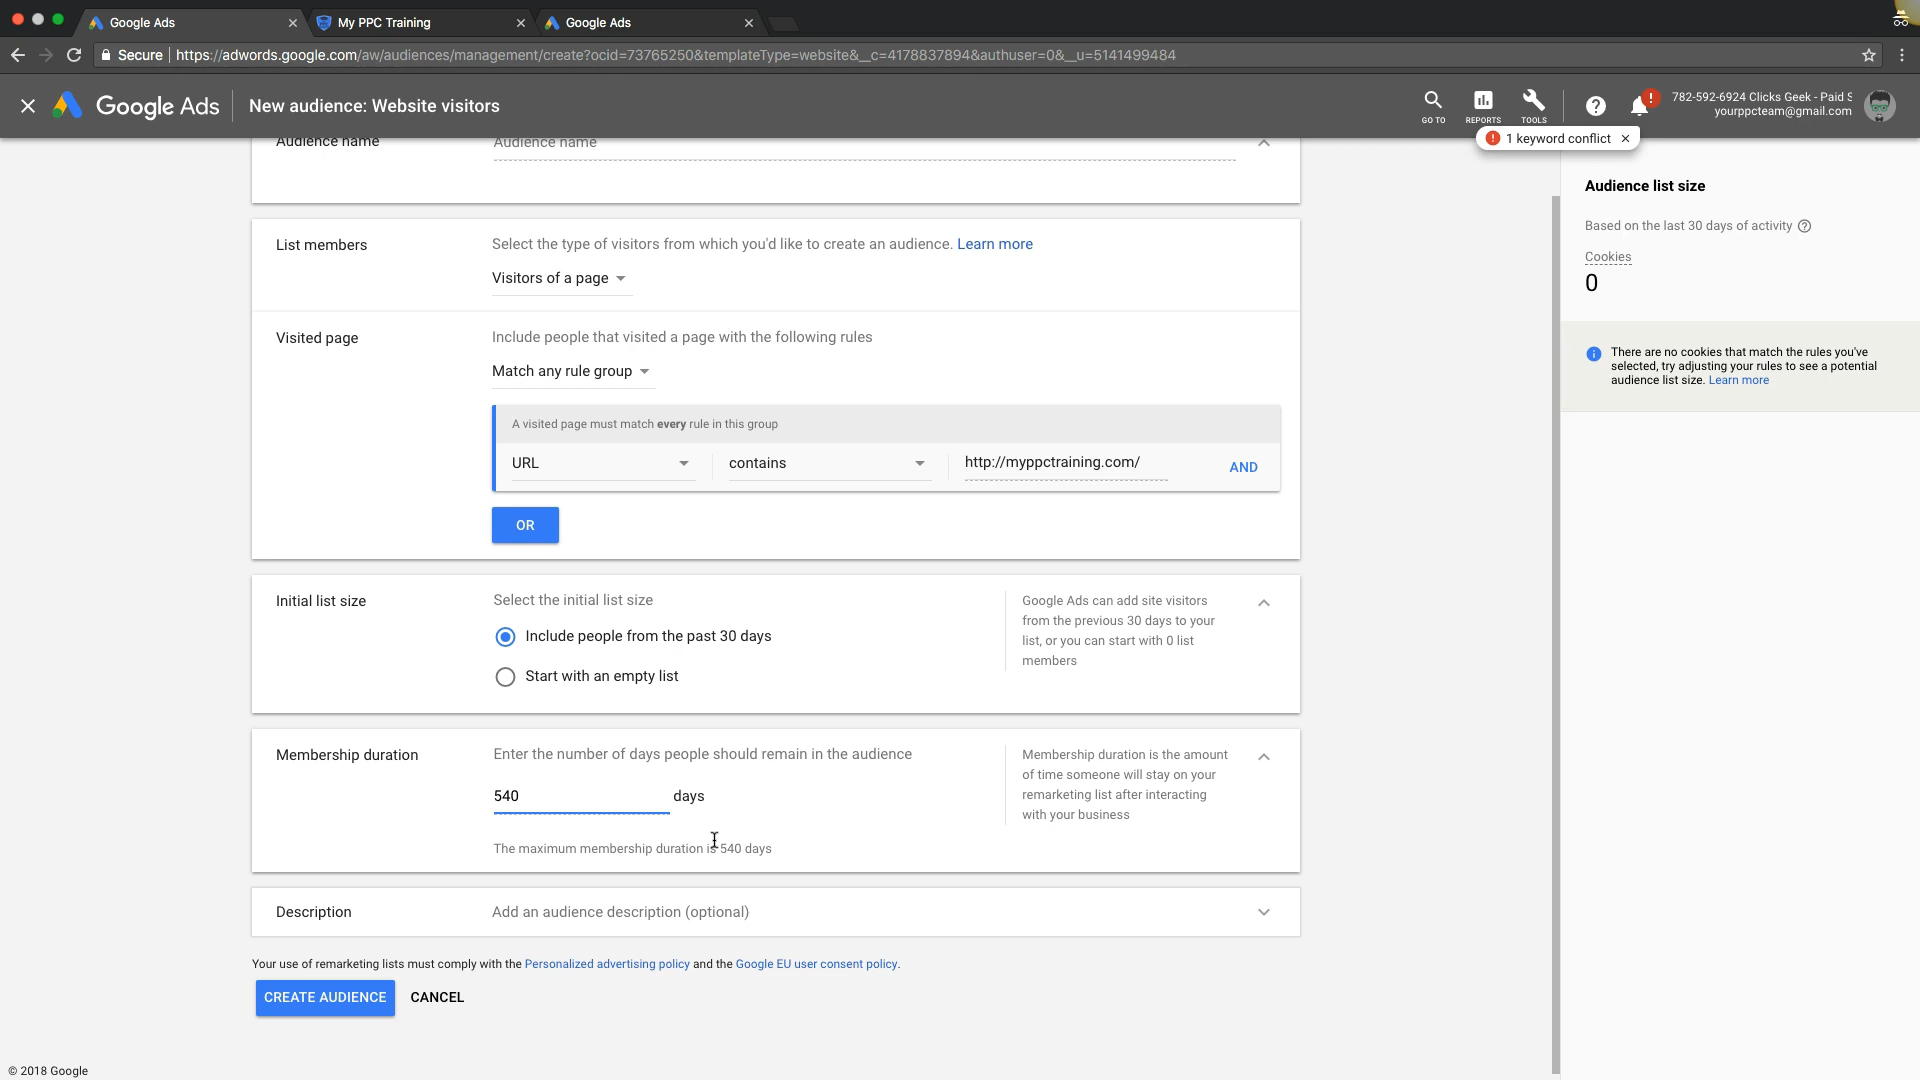 Google Ads
My PPC Training
Google Ads
Secure
https://adwords.google.com/aw/audiences/management/create?ocid=73765250&templateType=website&__c=4178837894&authuser=0&__u=5141499484
Google Ads
New audience: Website visitors
GO TO
REPORTS
TOOLS
782-592-6924 Clicks Geek - Paid S
yourppcteam@gmail.com
1 keyword conflict
Audience name
Audience name
List members
Select the type of visitors from which you'd like to create an audience. Learn more
Visitors of a page
Visited page
Include people that visited a page with the following rules
Match any rule group
A visited page must match every rule in this group
URL
contains
http://myppctraining.com/
AND
OR
Initial list size
Select the initial list size
Include people from the past 30 days
Start with an empty list
Google Ads can add site visitors
from the previous 30 days to your
list, or you can start with 0 list
members
Membership duration
Enter the number of days people should remain in the audience
540
days
The maximum membership duration is 540 days
Membership duration is the amount
of time someone will stay on your
remarketing list after interacting
with your business
Description
Add an audience description (optional)
Your use of remarketing lists must comply with the Personalized advertising policy and the Google EU user consent policy.
CREATE AUDIENCE
CANCEL
© 2018 Google
Audience list size
Based on the last 30 days of activity
Cookies
0
There are no cookies that match the rules you've
selected, try adjusting your rules to see a potential
audience list size. Learn more